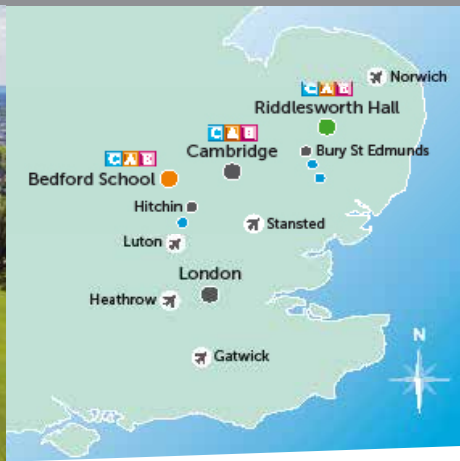 Norwich
CAE
Riddlesworth Hall
CAE
Cambridge
Bury St Edmunds
CAE
Bedford School
Hitchin
Stansted
Luton
London
Heathrow
Gatwick
N